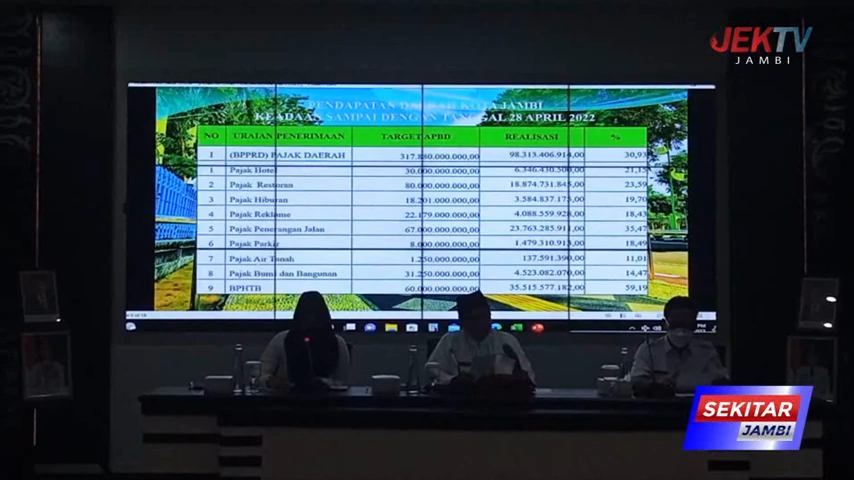 JEKTV
JAMBI
PENDAPATAN DAERAH KOTA JAMBI
KEADAAN SAMPAI DENGAN TANGGAL 28 APRIL 2022
NO URAIAN PENERIMAAN TARGET APBD REALISASI %
I (BPPRD) PAJAK DAERAH 317.880.000.000,00 98.313.406.914,00 30,93
1 Pajak Hotel 30.000.000.000,00 6.346.430.500,00 21,15
2 Pajak Restoran 80.000.000.000,00 18.874.731.845,00 23,59
3 Pajak Hiburan 18.201.000.000,00 3.584.837.175,00 19,70
4 Pajak Reklame 22.179.000.000,00 4.088.559.928,00 18,43
5 Pajak Penerangan Jalan 67.000.000.000,00 23.763.285.911,00 35,47
6 Pajak Parkir 8.000.000.000,00 1.479.310.913,00 18,49
7 Pajak Air Tanah 1.250.000.000,00 137.591.390,00 11,01
8 Pajak Bumi dan Bangunan 31.250.000.000,00 4.523.082.070,00 14,47
9 BPHTB 60.000.000.000,00 35.515.577.182,00 59,19
PM
SEKITAR
JAMBI